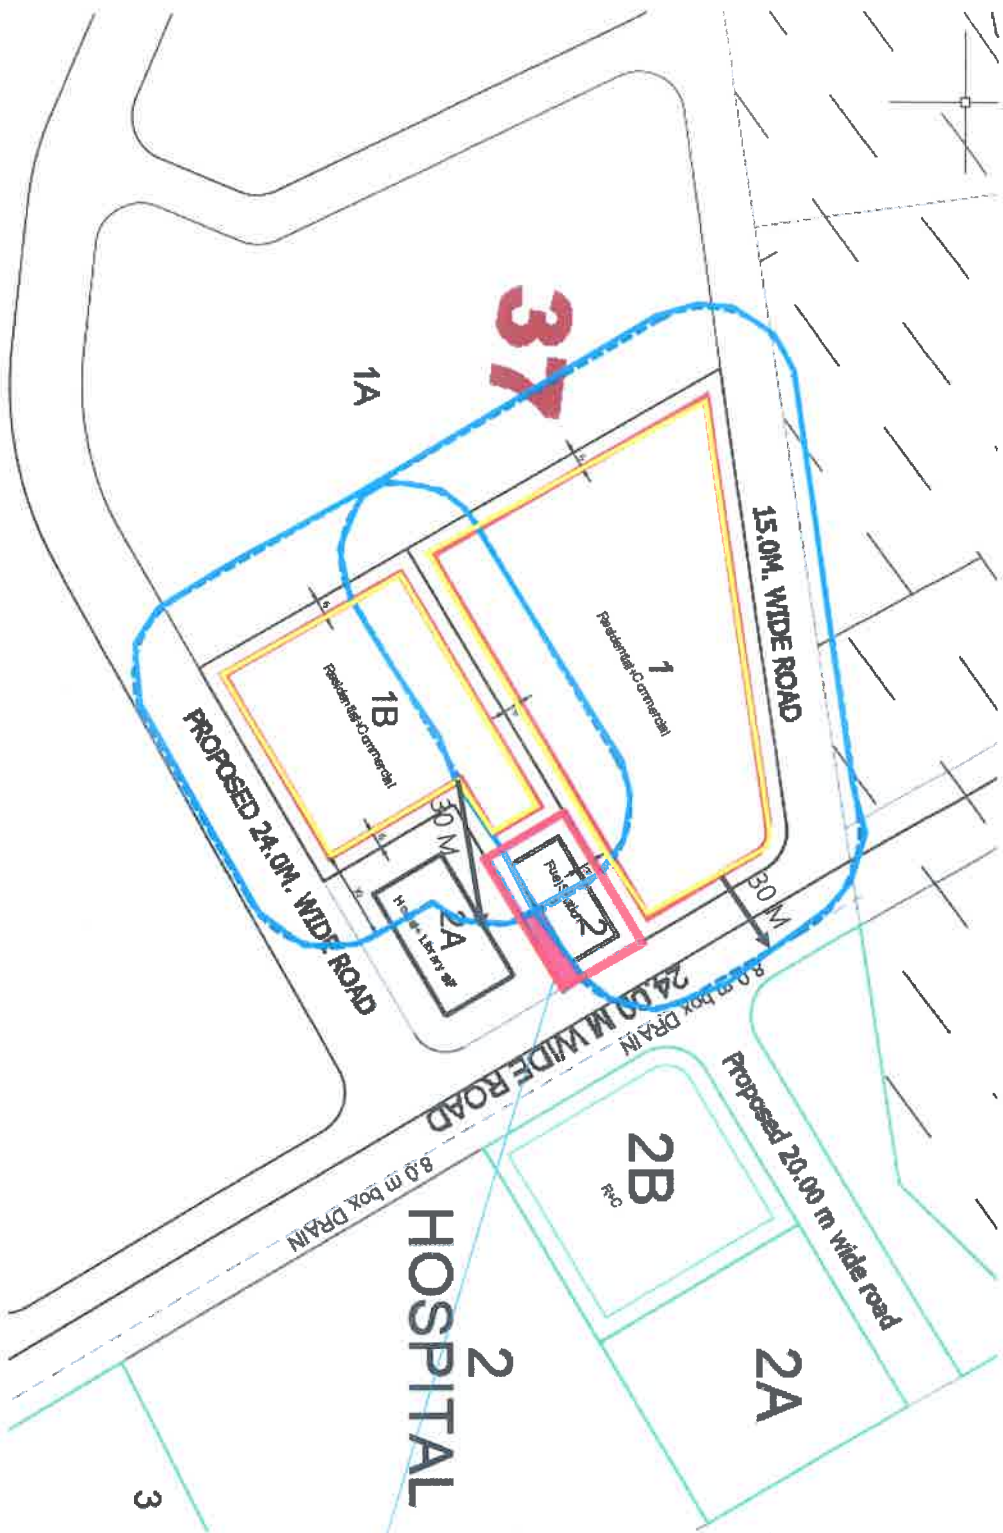 37
1A
15.0M. WIDE ROAD
1
Residential+Commercial
1B
Residential+Commercial
30 M
30 M
PROPOSED 24.0M. WIDE ROAD
2A
2
24.00 M WIDE ROAD
8.0 m box DRAIN
8.0 m box DRAIN
Proposed 20.00 m wide road
2B
R+C
2A
2
HOSPITAL
3